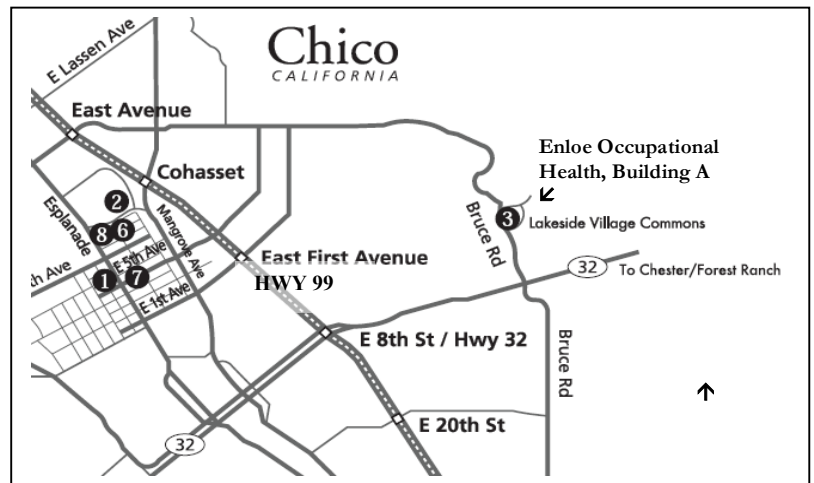 Chico
CALIFORNIA
E Lassen Ave
East Avenue
Enloe Occupational
Health, Building A
Cohasset
2
Esplanade
8 6
Mangrove Ave
3
Lakeside Village Commons
Bruce Rd
th Ave
E 5th Ave
East First Avenue
32
To Chester/Forest Ranch
1 7
HWY 99
E 1st Ave
E 8th St / Hwy 32
Bruce Rd
E 20th St
32